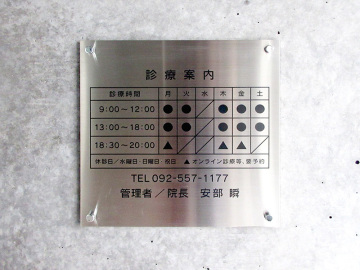 診療案内
診療時間 月 火 水 木 金 土
9:00〜12:00 ● ● ／ ● ● ●
13:00〜18:00 ● ● ／ ● ● ●
18:30〜20:00 ▲ ／ ／ ▲ ▲ ／
休診日／水曜日・日曜日 祝日 ▲オンライン診療等、要予約
TEL 092-557-1177
管理者／院長 安部 瞬